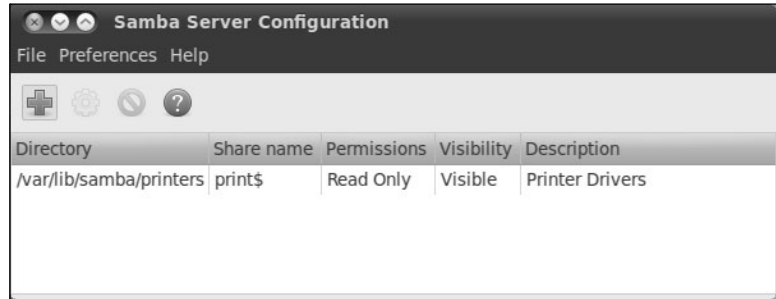 Samba Server Configuration
File Preferences Help
Directory Share name Permissions Visibility Description
/var/lib/samba/printers print$ Read Only Visible Printer Drivers